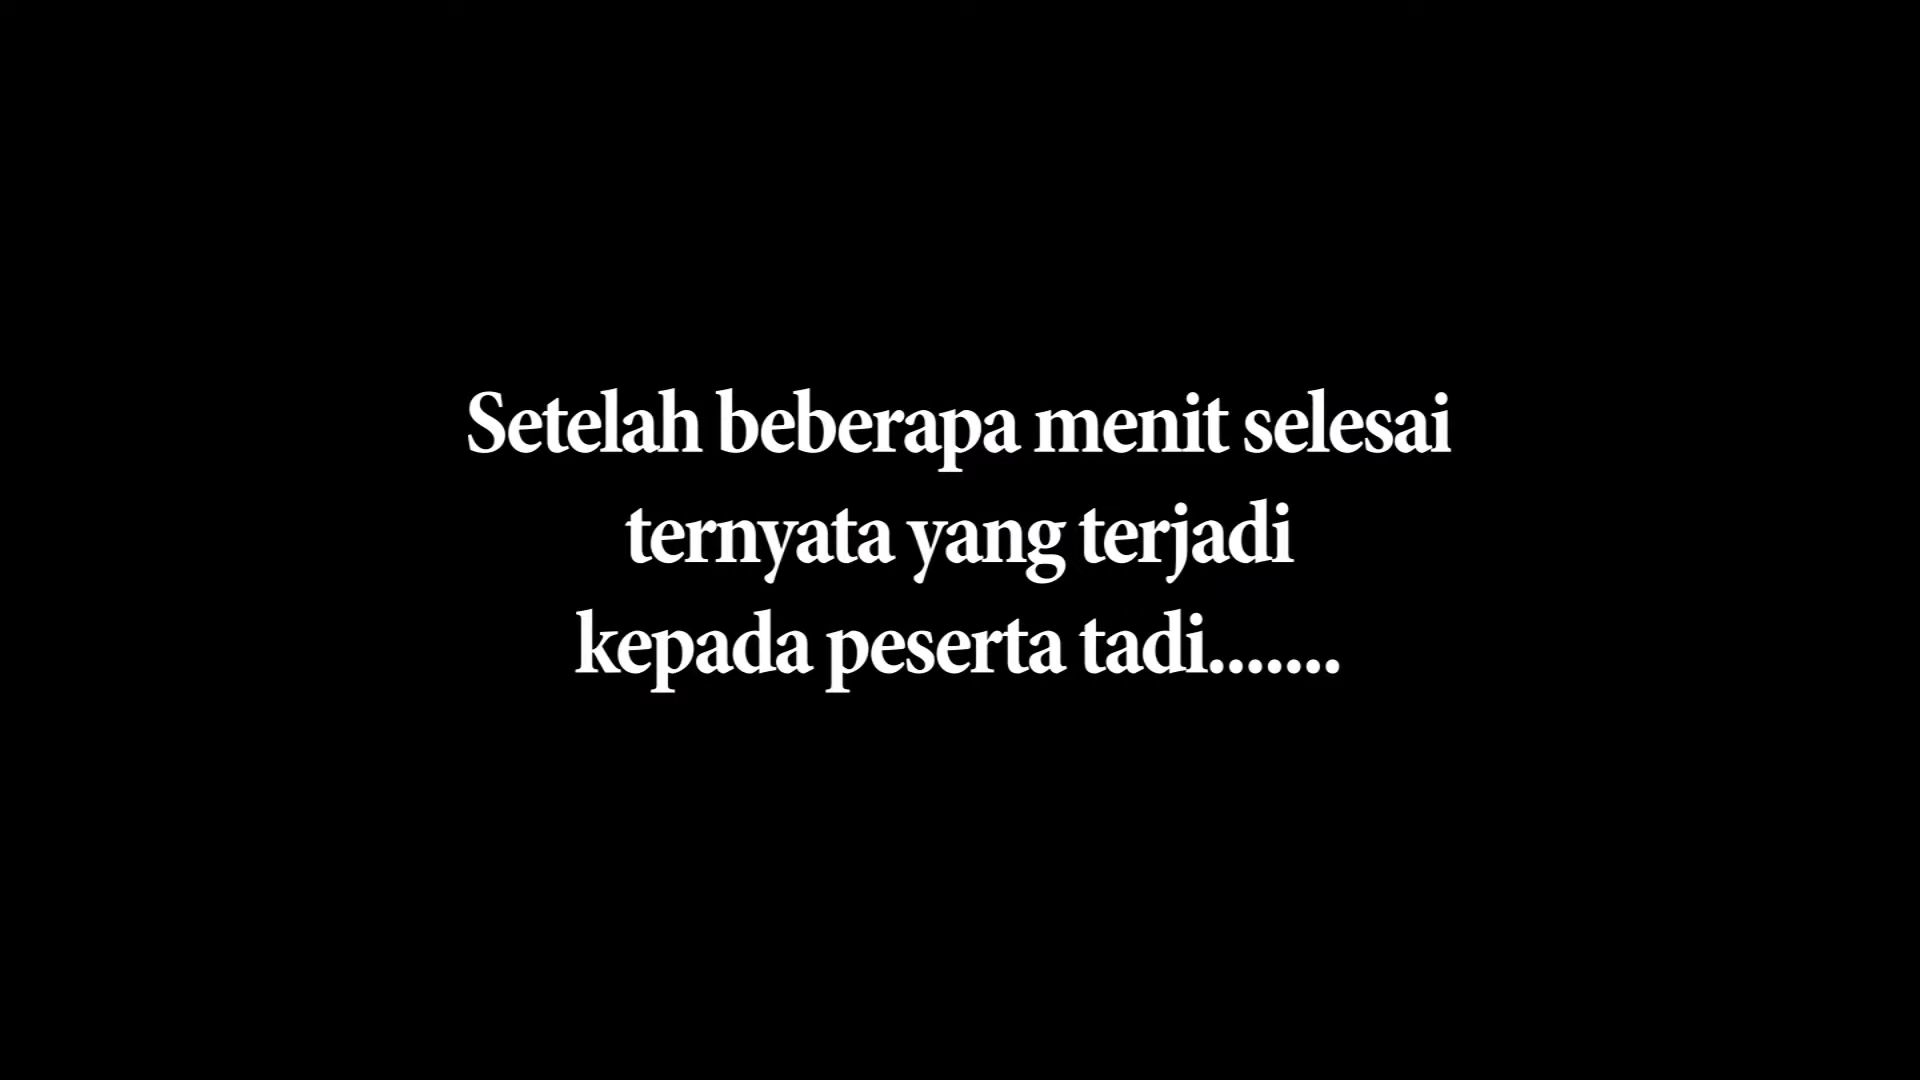 Setelah beberapa menit selesai
ternyata yang terjadi
kepada peserta tadi.......